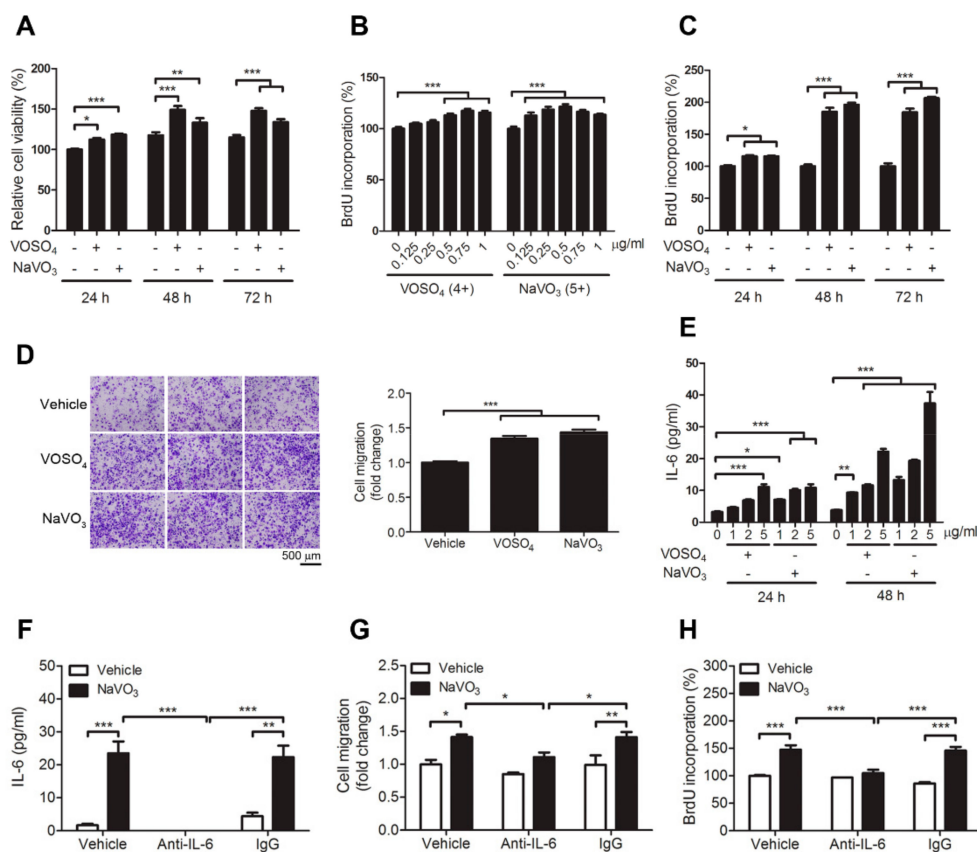 A
Relative cell viability (%)
200
150
100
50
0
***
*
**
***
***
- + - - + - - + -
VOSO4
- - + - - + - - +
NaVO3
24 h 48 h 72 h
B
BrdU incorporation (%)
150
100
50
0
*** ***
0 0.125 0.25 0.5 0.75 1 0 0.125 0.25 0.5 0.75 1 μg/ml
VOSO4 (4+) NaVO3 (5+)
C
BrdU incorporation (%)
250
200
150
100
50
0
*
***
***
- + - - + - - + -
VOSO4
- - + - - + - - +
NaVO3
24 h 48 h 72 h
D
Vehicle
VOSO4
NaVO3
500 μm
Cell migration
(fold change)
2.0
1.5
1.0
0.5
0.0
***
Vehicle VOSO4 NaVO3
E
IL-6 (pg/ml)
50
40
30
20
10
0
***
*
***
***
**
0 1 2 5 1 2 5 0 1 2 5 1 2 5 μg/ml
VOSO4 + - + -
NaVO3 - + - +
24 h 48 h
F
IL-6 (pg/ml)
50
40
30
20
10
0
Vehicle
NaVO3
*** ***
*** **
Vehicle Anti-IL-6 IgG
G
Cell migration
(fold change)
2.5
2.0
1.5
1.0
0.5
0.0
Vehicle
NaVO3
* *
* **
Vehicle Anti-IL-6 IgG
H
BrdU incorporation (%)
300
250
200
150
100
50
0
Vehicle
NaVO3
*** ***
*** ***
Vehicle Anti-IL-6 IgG